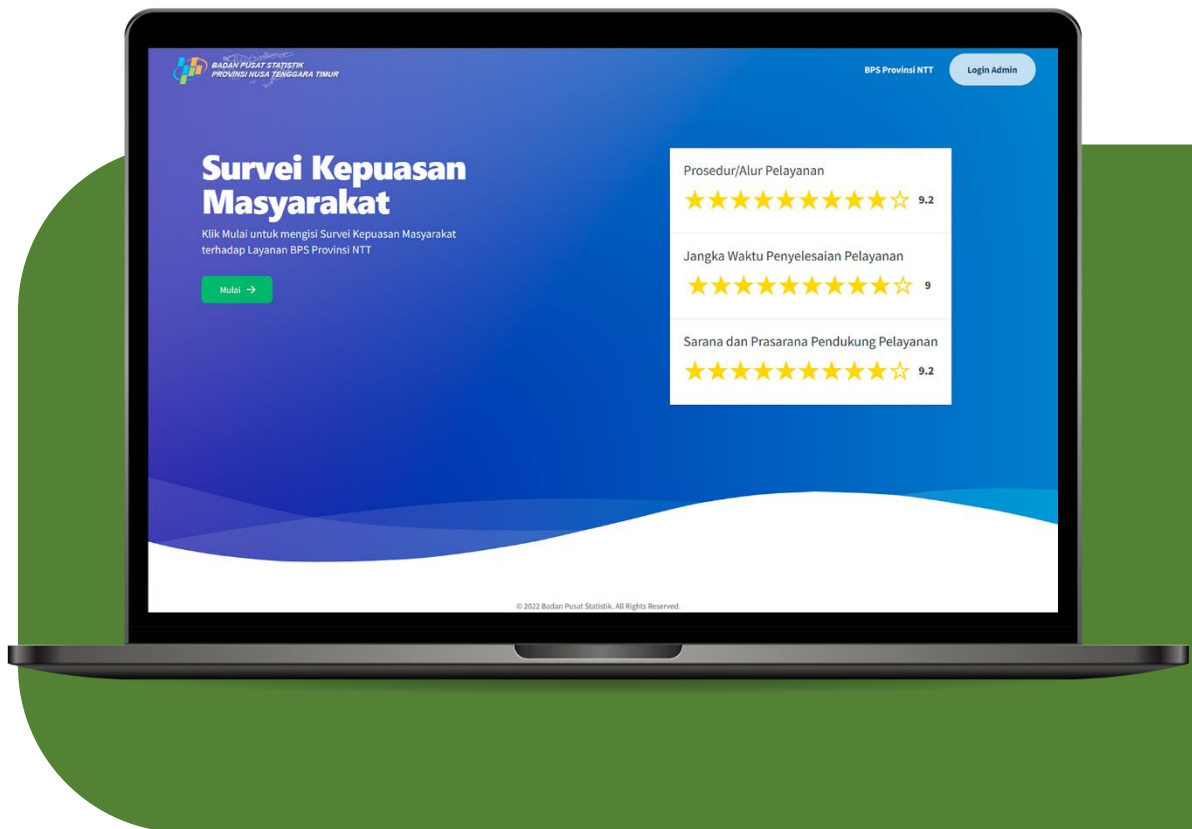 BADAN PUSAT STATISTIK
PROVINSI NUSA TENGGARA TIMUR
BPS Provinsi NTT
Login Admin
Survei Kepuasan
Masyarakat
Klik Mulai untuk mengisi Survei Kepuasan Masyarakat
terhadap Layanan BPS Provinsi NTT
Mulai →
Prosedur/Alur Pelayanan
9.2
Jangka Waktu Penyelesaian Pelayanan
9
Sarana dan Prasarana Pendukung Pelayanan
9.2
© 2022 Badan Pusat Statistik. All Rights Reserved.